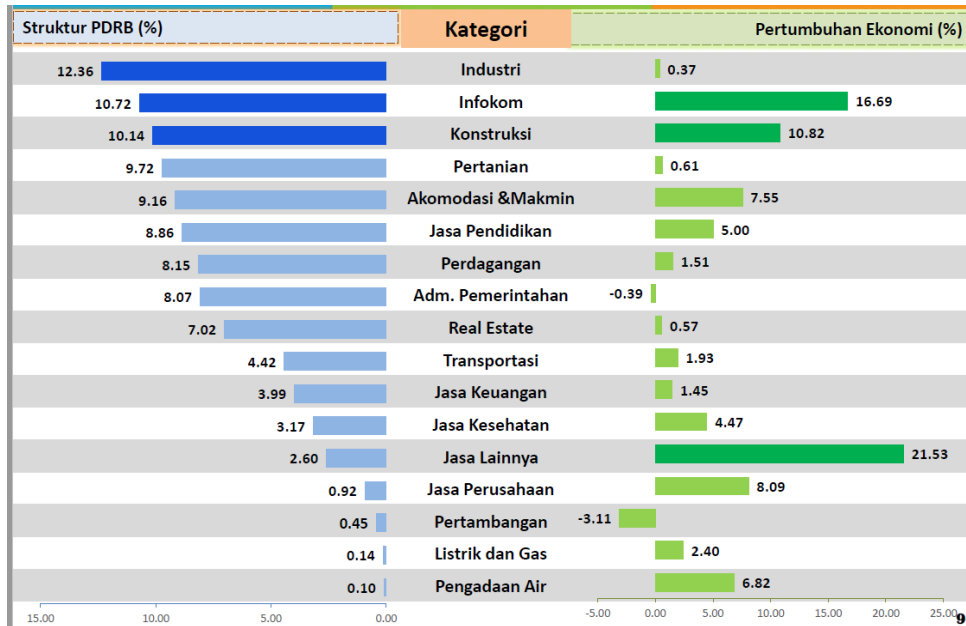 Struktur PDRB (%) Kategori Pertumbuhan Ekonomi (%)
12.36 Industri 0.37
10.72 Infokom 16.69
10.14 Konstruksi 10.82
9.72 Pertanian 0.61
9.16 Akomodasi &Makmin 7.55
8.86 Jasa Pendidikan 5.00
8.15 Perdagangan 1.51
8.07 Adm. Pemerintahan -0.39
7.02 Real Estate 0.57
4.42 Transportasi 1.93
3.99 Jasa Keuangan 1.45
3.17 Jasa Kesehatan 4.47
2.60 Jasa Lainnya 21.53
0.92 Jasa Perusahaan 8.09
0.45 Pertambangan -3.11
0.14 Listrik dan Gas 2.40
0.10 Pengadaan Air 6.82
15.00 10.00 5.00 0.00 -5.00 0.00 5.00 10.00 15.00 20.00 25.00 9